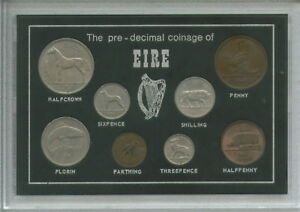 The pre-decimal coinage of
EIRE
HALFCROWN
PENNY
SIXPENCE
SHILLING
FLORIN
FARTHING
THREEPENCE
HALFPENNY